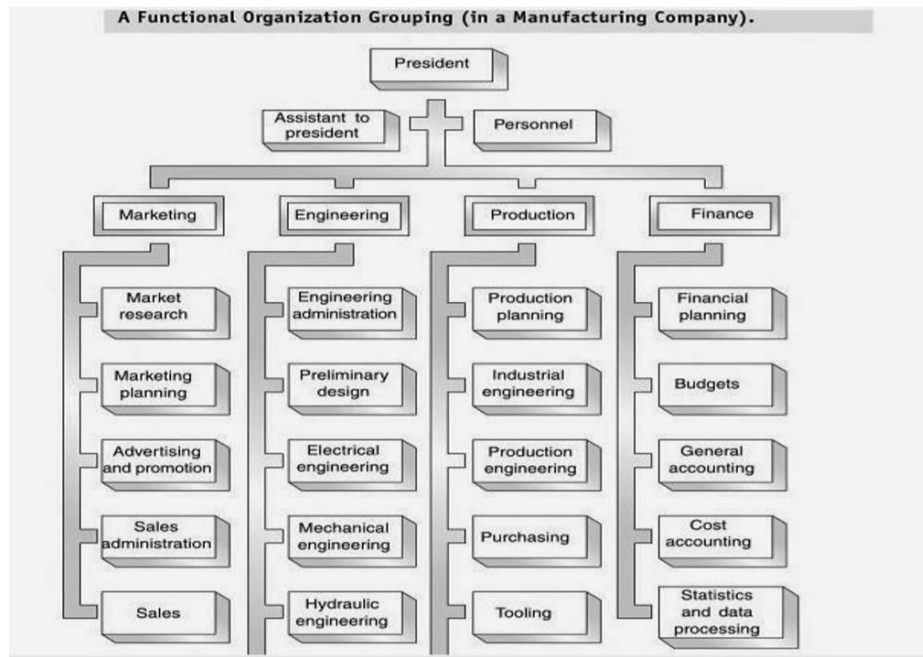 A Functional Organization Grouping (in a Manufacturing Company).
President
Assistant to
president
Personnel
Marketing
Engineering
Production
Finance
Market
research
Marketing
planning
Advertising
and promotion
Sales
administration
Sales
Engineering
administration
Preliminary
design
Electrical
engineering
Mechanical
engineering
Hydraulic
engineering
Production
planning
Industrial
engineering
Production
engineering
Purchasing
Tooling
Financial
planning
Budgets
General
accounting
Cost
accounting
Statistics
and data
processing